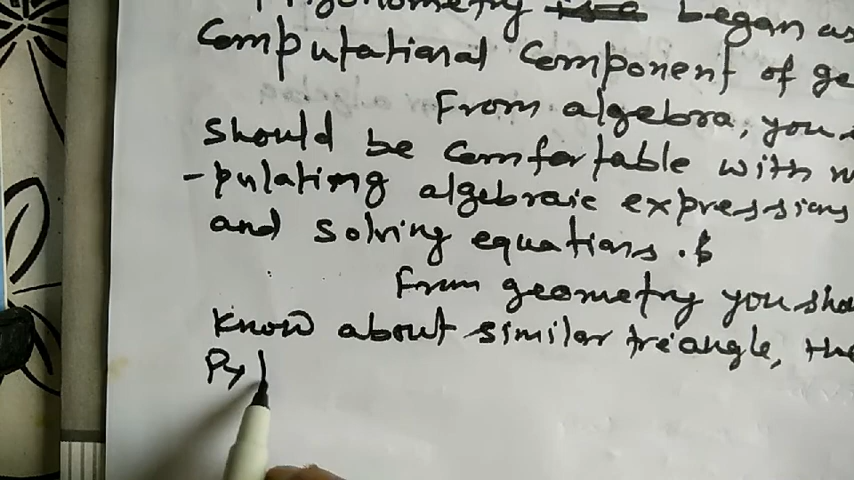 Trigonometry began as
Computational Component of ge
From algebra, you
should be comfortable with m
-pulating algebraic expressions
and solving equations.
From geometry you sho
know about similar treangle, the
Py